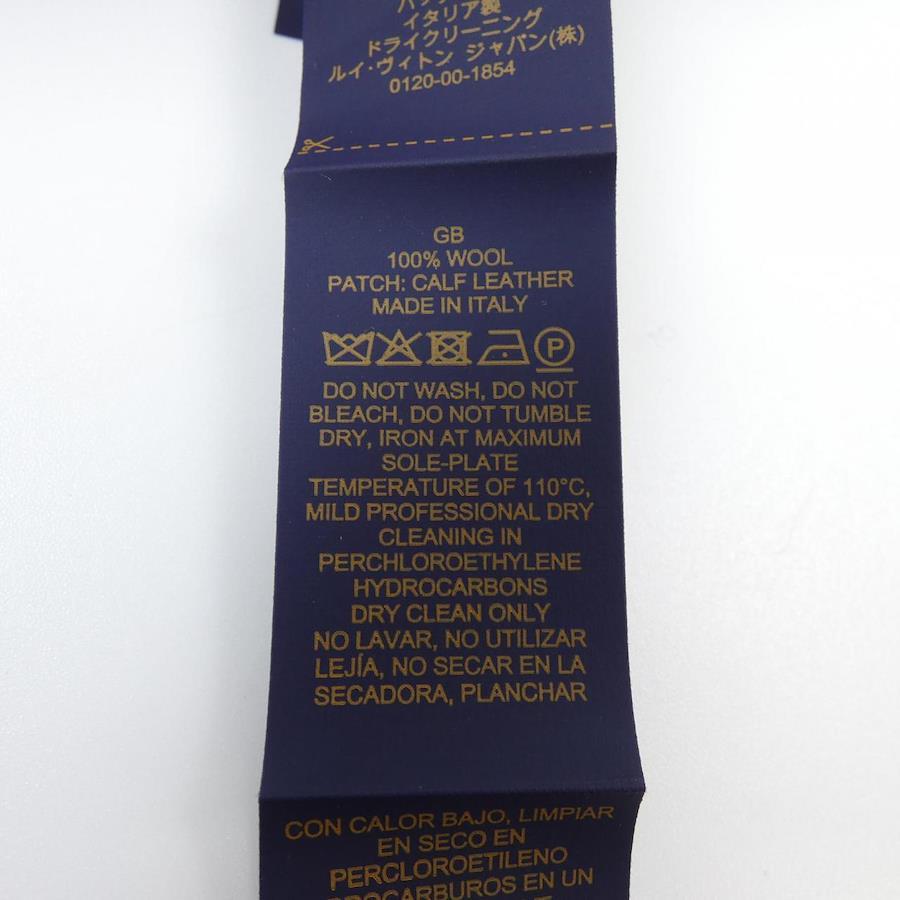 イタリア製
ドライクリーニング
ルイ・ヴィトン ジャパン(株)
0120-00-1854
GB
100% WOOL
PATCH: CALF LEATHER
MADE IN ITALY
P
DO NOT WASH, DO NOT
BLEACH, DO NOT TUMBLE
DRY, IRON AT MAXIMUM
SOLE-PLATE
TEMPERATURE OF 110°C,
MILD PROFESSIONAL DRY
CLEANING IN
PERCHLOROETHYLENE
HYDROCARBONS
DRY CLEAN ONLY
NO LAVAR, NO UTILIZAR
LEJÍA, NO SECAR EN LA
SECADORA, PLANCHAR
CON CALOR BAJO, LIMPIAR
EN SECO EN
PERCLOROETILENO
EN UN